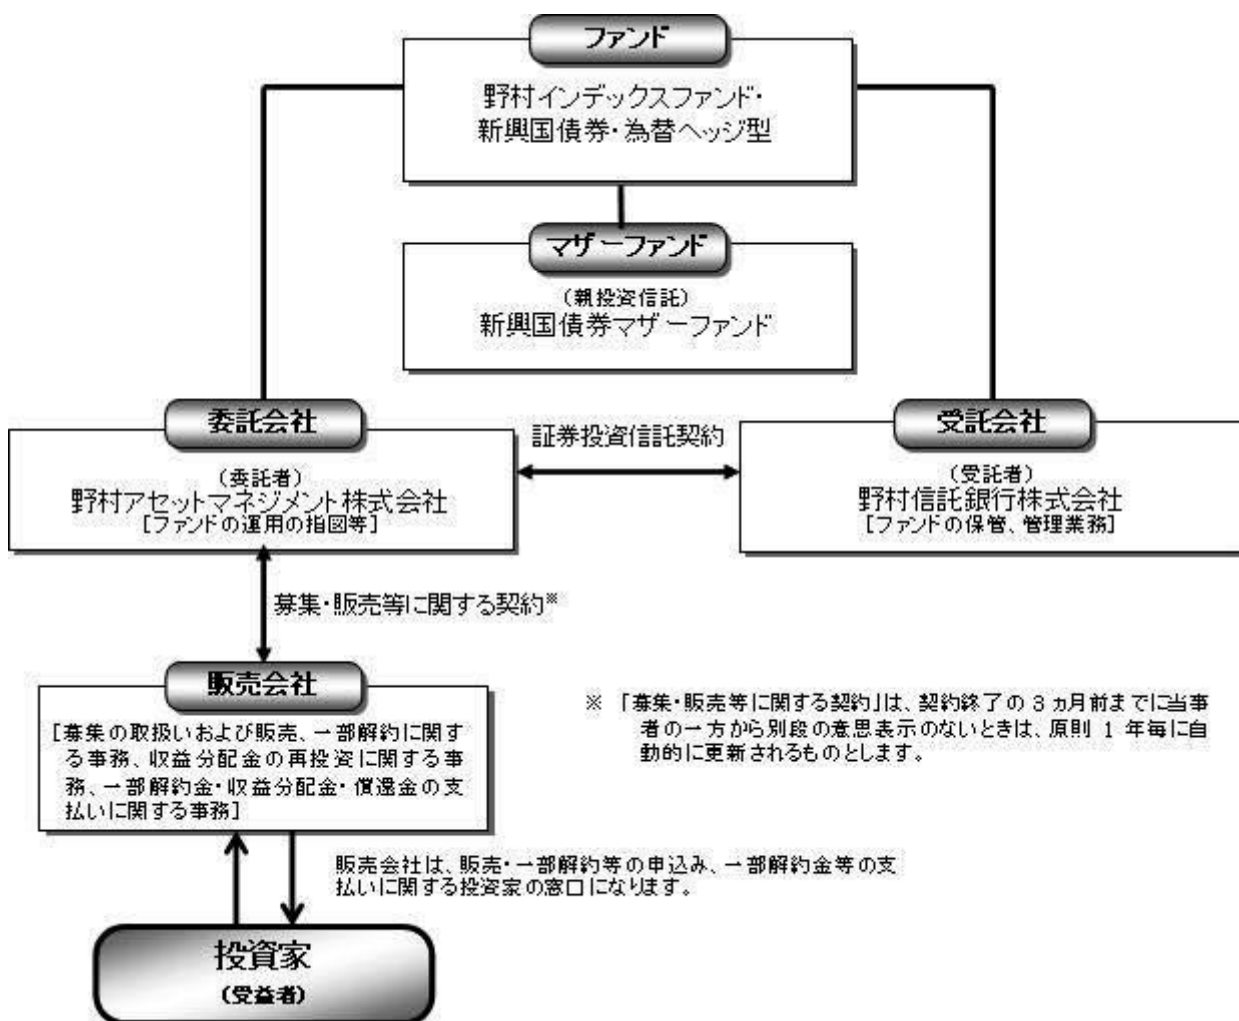 ファンド
野村インデックスファンド・
新興国債券・為替ヘッジ型
マザーファンド
（親投資信託）
新興国債券マザーファンド
委託会社
（委託者）
野村アセットマネジメント株式会社
［ファンドの運用の指図等］
証券投資信託契約
受託会社
（受託者）
野村信託銀行株式会社
［ファンドの保管、管理業務］
募集・販売等に関する契約※
販売会社
［募集の取扱いおよび販売、一部解約に関す
る事務、収益分配金の再投資に関する事
務、一部解約金・収益分配金・償還金の支
払いに関する事務］
※ 「募集・販売等に関する契約」は、契約終了の 3 ヵ月前までに当事
者の一方から別段の意思表示のないときは、原則 1 年毎に自
動的に更新されるものとします。
販売会社は、販売・一部解約等の申込み、一部解約金等の支
払いに関する投資家の窓口になります。
投資家
（受益者）